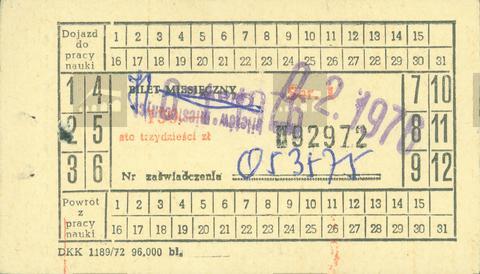 Dojazd do pracy nauki
1 2 3 4 5 6 7 8 9 10 11 12 13 14 15
16 17 18 19 20 21 22 23 24 25 26 27 28 29 30 31
1 4 BILET MIESIĘCZNY 7 10
2 5 sto trzydzieści zł 092972 8 11
3 6 Nr zaświadczenia 053575 9 12
Powrót z pracy nauki
1 2 3 4 5 6 7 8 9 10 11 12 13 14 15
16 17 18 19 20 21 22 23 24 25 26 27 28 29 30 31
DKK 1189/72 96,000 bl.